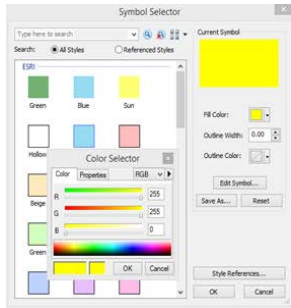 Symbol Selector
Type here to search
Search: All Styles Referenced Styles
ESRI
Green Blue Sun
Hollow
Beige
Green
Current Symbol
Fill Color:
Outline Width: 0.00
Outline Color:
Edit Symbol...
Save As... Reset
Style References...
OK Cancel
Color Selector
Color Properties RGB
R 255
G 255
B 0
OK Cancel